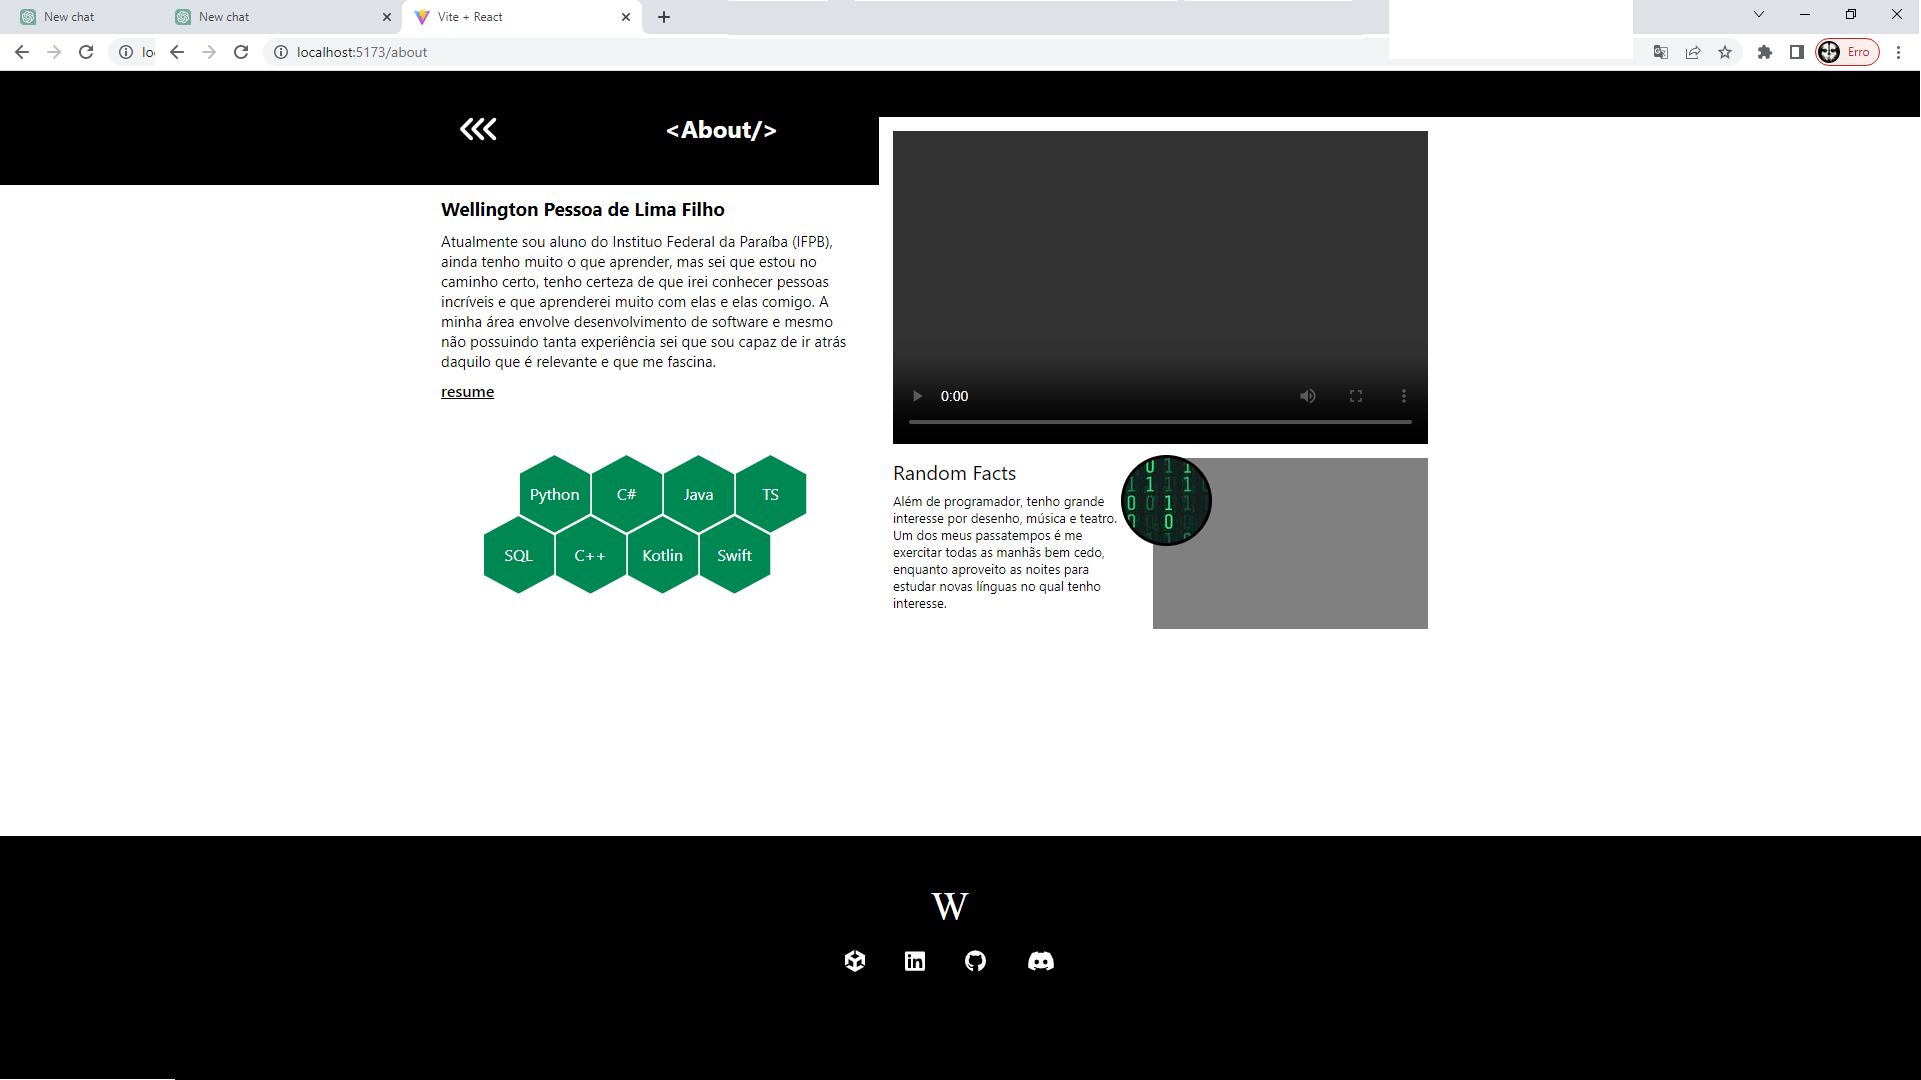 New chat
New chat
Vite + React
lo
localhost:5173/about
Erro
<About/>
Wellington Pessoa de Lima Filho
Atualmente sou aluno do Instituo Federal da Paraíba (IFPB),
ainda tenho muito o que aprender, mas sei que estou no
caminho certo, tenho certeza de que irei conhecer pessoas
incríveis e que aprenderei muito com elas e elas comigo. A
minha área envolve desenvolvimento de software e mesmo
não possuindo tanta experiência sei que sou capaz de ir atrás
daquilo que é relevante e que me fascina.
resume
Python
C#
Java
TS
SQL
C++
Kotlin
Swift
0:00
Random Facts
Além de programador, tenho grande
interesse por desenho, música e teatro.
Um dos meus passatempos é me
exercitar todas as manhãs bem cedo,
enquanto aproveito as noites para
estudar novas línguas no qual tenho
interesse.
W